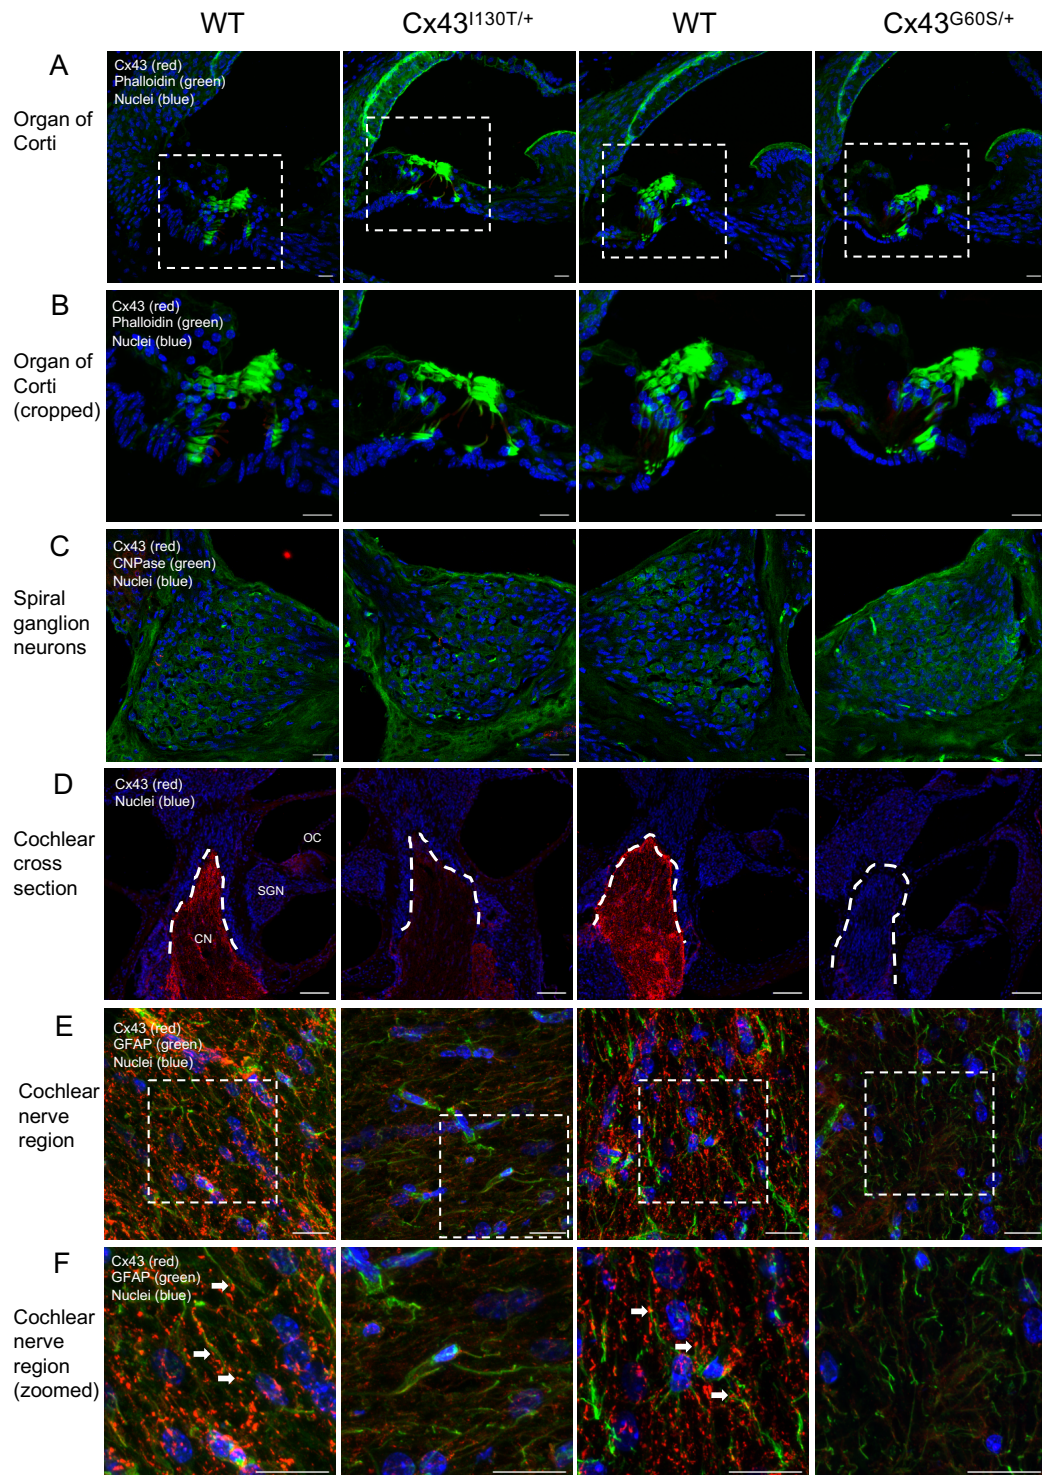 WT
Cx43I130T/+
WT
Cx43G60S/+
A
Organ of
Corti
Cx43 (red)
Phalloidin (green)
Nuclei (blue)
B
Organ of
Corti
(cropped)
Cx43 (red)
Phalloidin (green)
Nuclei (blue)
C
Spiral
ganglion
neurons
Cx43 (red)
CNPase (green)
Nuclei (blue)
D
Cochlear
cross
section
Cx43 (red)
Nuclei (blue)
OC
SGN
CN
E
Cochlear
nerve
region
Cx43 (red)
GFAP (green)
Nuclei (blue)
F
Cochlear
nerve
region
(zoomed)
Cx43 (red)
GFAP (green)
Nuclei (blue)